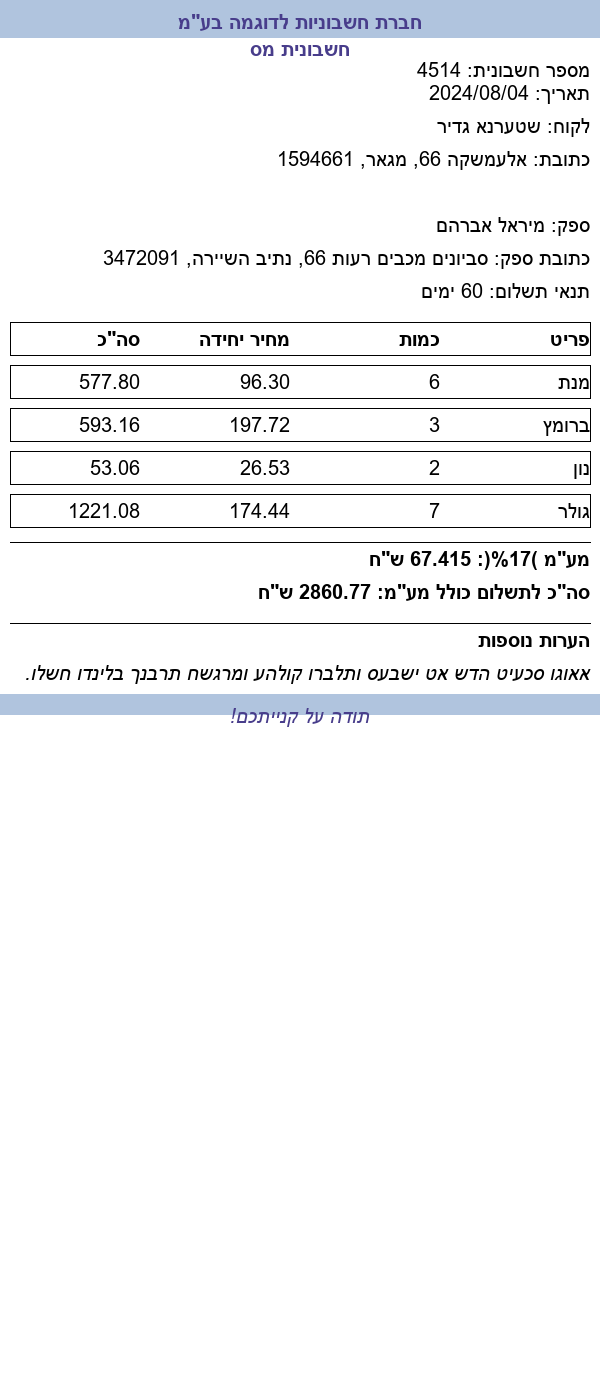 חברת חשבוניות לדוגמה בע"מ
חשבונית מס
מספר חשבונית: 4514
תאריך: 2024/08/04
לקוח: שטערנא גדיר
כתובת: אלעמשקה 66, מגאר, 1594661
ספק: מיראל אברהם
כתובת ספק: סביונים מכבים רעות 66, נתיב השיירה, 3472091
תנאי תשלום: 60 ימים
פריט כמות מחיר יחידה סה"כ
מנת 6 96.30 577.80
ברומץ 3 197.72 593.16
נון 2 26.53 53.06
גולר 7 174.44 1221.08
מע"מ )17%(: 67.415 ש"ח
סה"כ לתשלום כולל מע"מ: 2860.77 ש"ח
הערות נוספות
אאוגו סכעיט הדש אט ישבעס ותלברו קולהע ומרגשח תרבנך בלינדו חשלו.
תודה על קנייתכם!